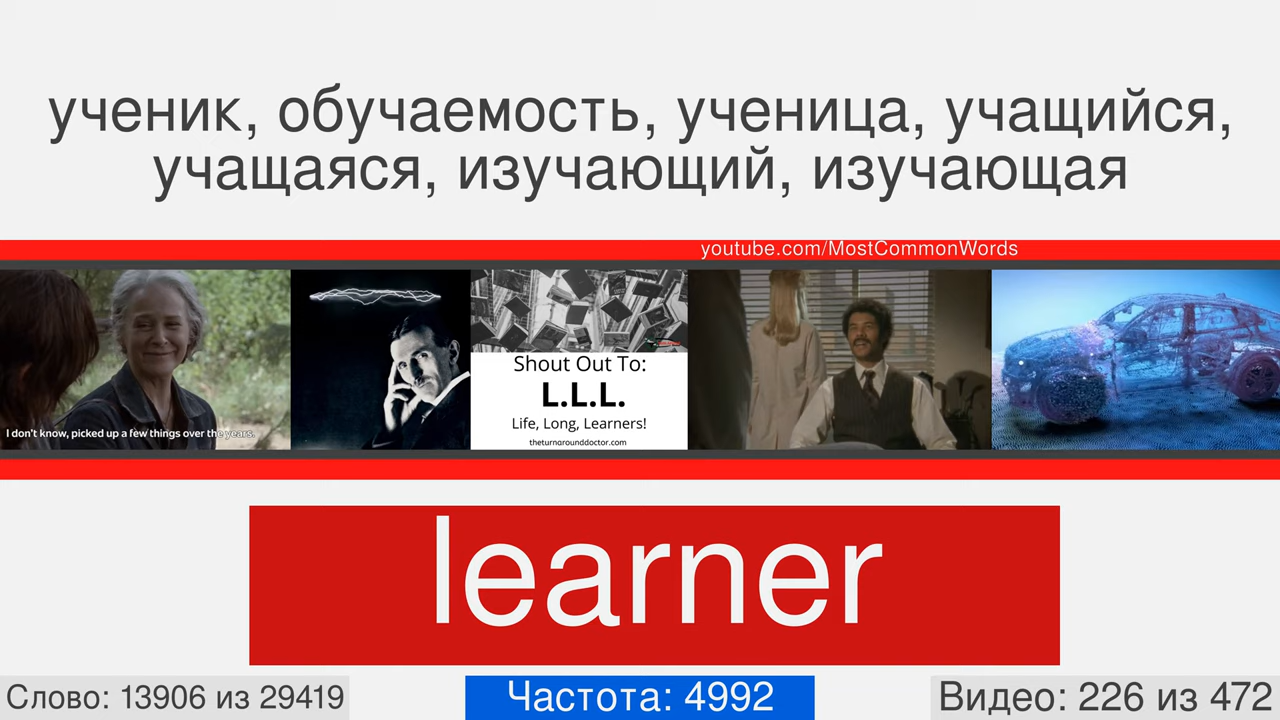 ученик, обучаемость, ученица, учащийся,
учащаяся, изучающий, изучающая
youtube.com/MostCommonWords
I don't know, picked up a few things over the years.
Shout Out To:
L.L.L.
Life, Long, Learners!
theturnarounddoctor.com
learner
Слово: 13906 из 29419
Частота: 4992
Видео: 226 из 472